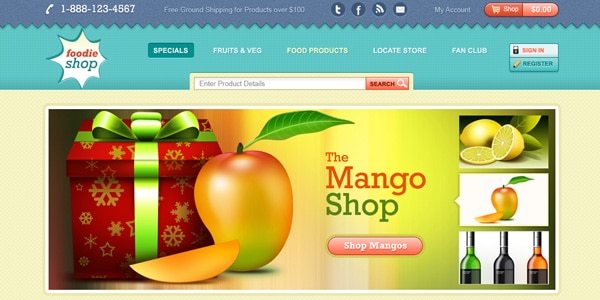 1-888-123-4567
Free Ground Shipping for Products over $100
My Account
Shop
$0.00
foodie
shop
SPECIALS
FRUITS & VEG
FOOD PRODUCTS
LOCATE STORE
FAN CLUB
SIGN IN
REGISTER
Enter Product Details
SEARCH
The
Mango
Shop
Shop Mangos